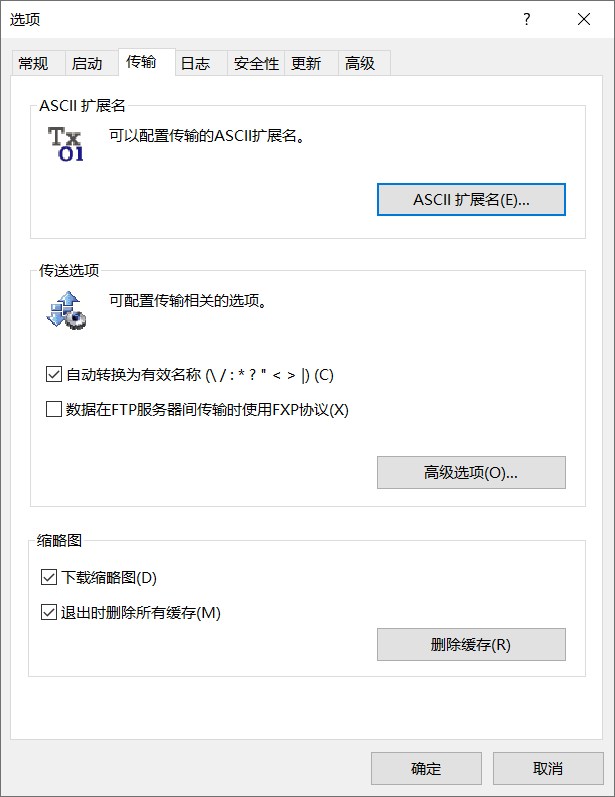 选项
?
常规 启动 传输 日志 安全性 更新 高级
ASCII 扩展名
Tx
01
可以配置传输的ASCII扩展名。
ASCII 扩展名(E)...
传送选项
可配置传输相关的选项。
自动转换为有效名称 (\ / : * ? " < > |) (C)
数据在FTP服务器间传输时使用FXP协议(X)
高级选项(O)...
缩略图
下载缩略图(D)
退出时删除所有缓存(M)
删除缓存(R)
确定 取消